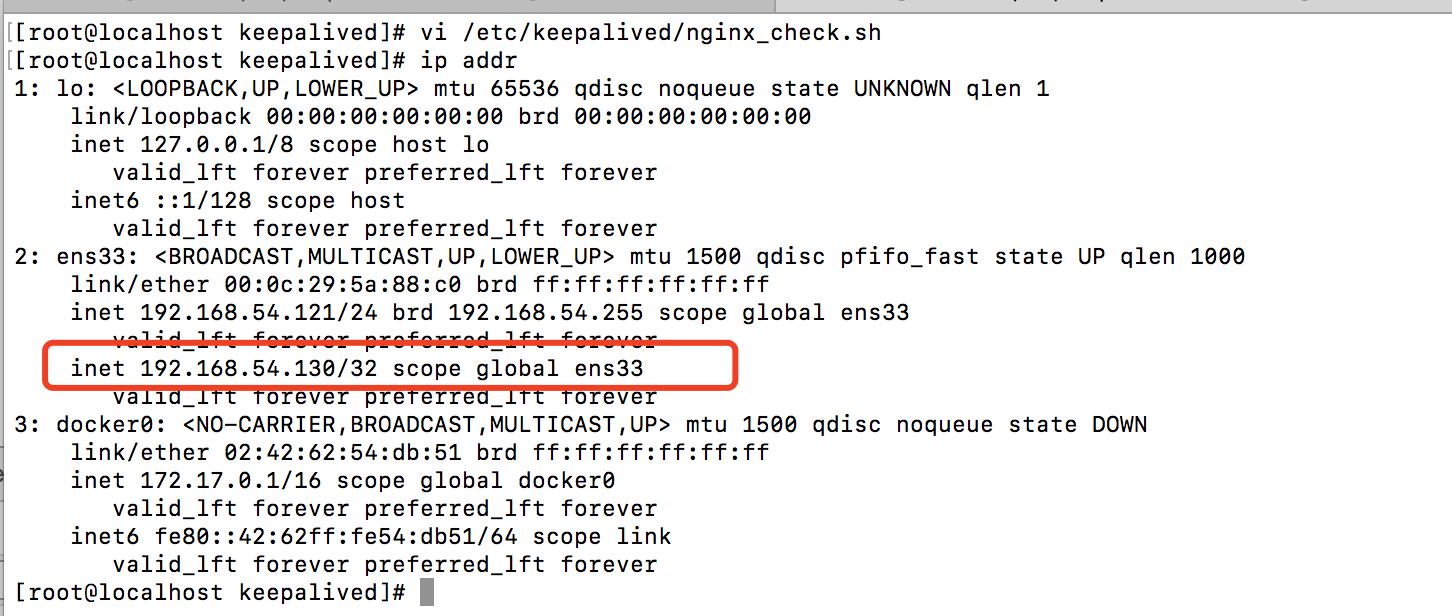 [[root@localhost keepalived]# vi /etc/keepalived/nginx_check.sh
[[root@localhost keepalived]# ip addr
1: lo: <LOOPBACK,UP,LOWER_UP> mtu 65536 qdisc noqueue state UNKNOWN qlen 1
    link/loopback 00:00:00:00:00:00 brd 00:00:00:00:00:00
    inet 127.0.0.1/8 scope host lo
       valid_lft forever preferred_lft forever
    inet6 ::1/128 scope host
       valid_lft forever preferred_lft forever
2: ens33: <BROADCAST,MULTICAST,UP,LOWER_UP> mtu 1500 qdisc pfifo_fast state UP qlen 1000
    link/ether 00:0c:29:5a:88:c0 brd ff:ff:ff:ff:ff:ff
    inet 192.168.54.121/24 brd 192.168.54.255 scope global ens33
       valid_lft forever preferred_lft forever
    inet 192.168.54.130/32 scope global ens33
       valid_lft forever preferred_lft forever
3: docker0: <NO-CARRIER,BROADCAST,MULTICAST,UP> mtu 1500 qdisc noqueue state DOWN
    link/ether 02:42:62:54:db:51 brd ff:ff:ff:ff:ff:ff
    inet 172.17.0.1/16 scope global docker0
       valid_lft forever preferred_lft forever
    inet6 fe80::42:62ff:fe54:db51/64 scope link
       valid_lft forever preferred_lft forever
[root@localhost keepalived]#